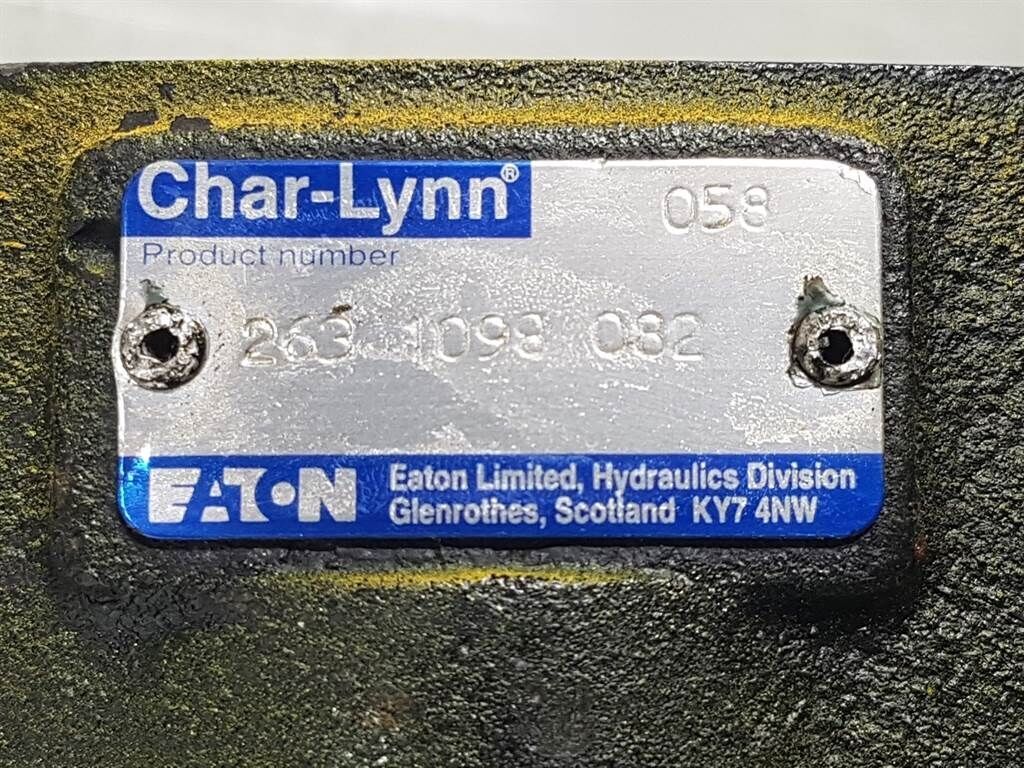 Char-Lynn®
058
Product number
263 1098 082
EATON
Eaton Limited, Hydraulics Division
Glenrothes, Scotland KY7 4NW